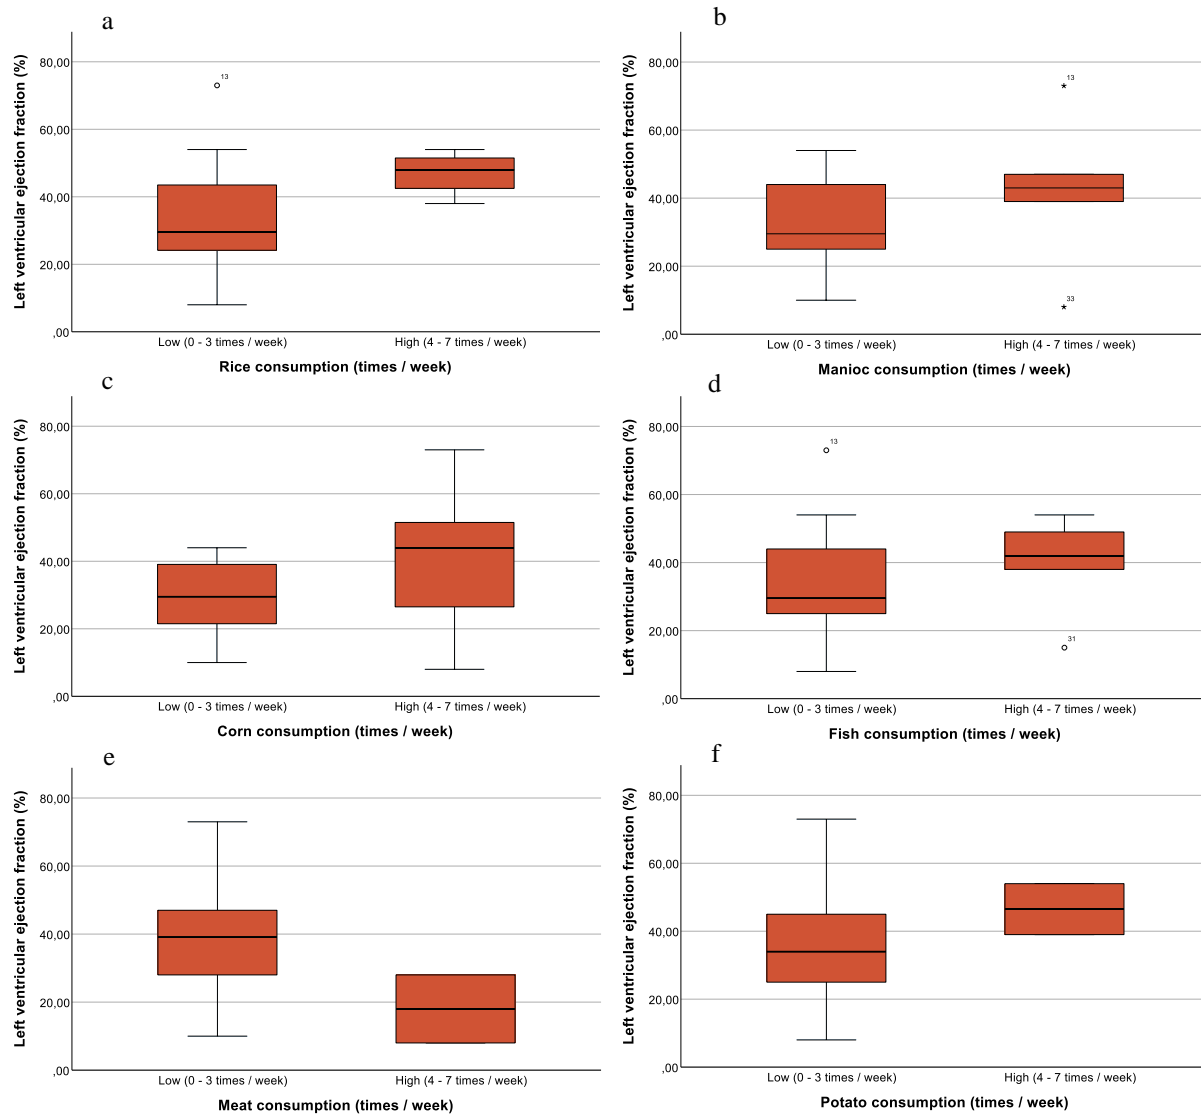 a
Left ventricular ejection fraction (%)
80,00
60,00
40,00
20,00
,00
13
Low (0 - 3 times / week) High (4 - 7 times / week)
Rice consumption (times / week)
b
Left ventricular ejection fraction (%)
80,00
60,00
40,00
20,00
,00
13
33
Low (0 - 3 times / week) High (4 - 7 times / week)
Manioc consumption (times / week)
c
Left ventricular ejection fraction (%)
80,00
60,00
40,00
20,00
,00
Low (0 - 3 times / week) High (4 - 7 times / week)
Corn consumption (times / week)
d
Left ventricular ejection fraction (%)
80,00
60,00
40,00
20,00
,00
13
31
Low (0 - 3 times / week) High (4 - 7 times / week)
Fish consumption (times / week)
e
Left ventricular ejection fraction (%)
80,00
60,00
40,00
20,00
,00
Low (0 - 3 times / week) High (4 - 7 times / week)
Meat consumption (times / week)
f
Left ventricular ejection fraction (%)
80,00
60,00
40,00
20,00
,00
Low (0 - 3 times / week) High (4 - 7 times / week)
Potato consumption (times / week)